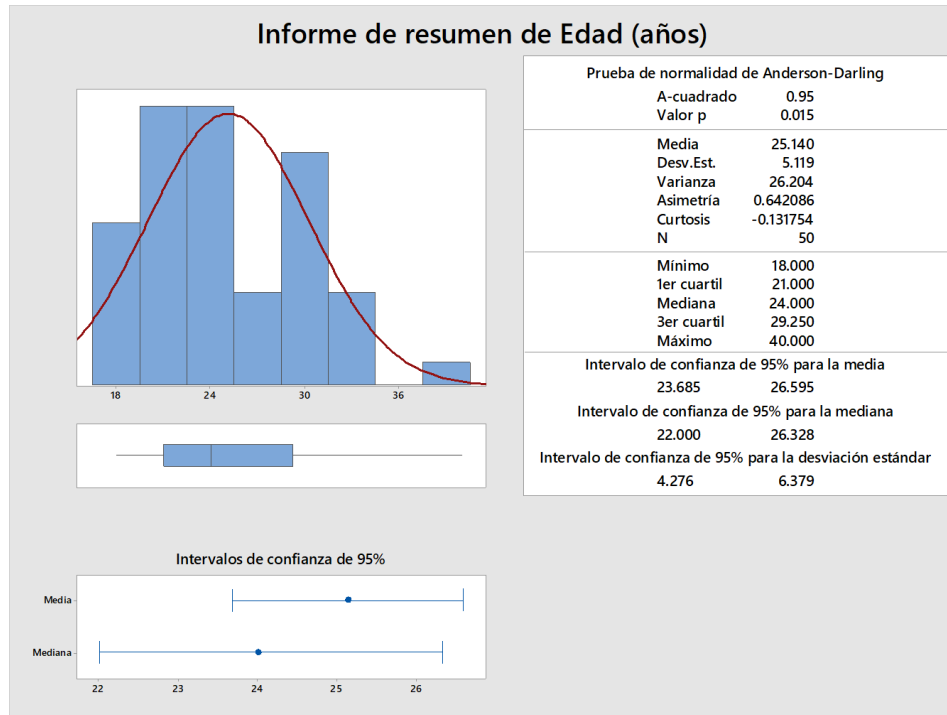 Informe de resumen de Edad (años)
18 24 30 36
Intervalos de confianza de 95%
Media
Mediana
22 23 24 25 26
Prueba de normalidad de Anderson-Darling
A-cuadrado 0.95
Valor p 0.015
Media 25.140
Desv.Est. 5.119
Varianza 26.204
Asimetría 0.642086
Curtosis -0.131754
N 50
Mínimo 18.000
1er cuartil 21.000
Mediana 24.000
3er cuartil 29.250
Máximo 40.000
Intervalo de confianza de 95% para la media
23.685 26.595
Intervalo de confianza de 95% para la mediana
22.000 26.328
Intervalo de confianza de 95% para la desviación estándar
4.276 6.379